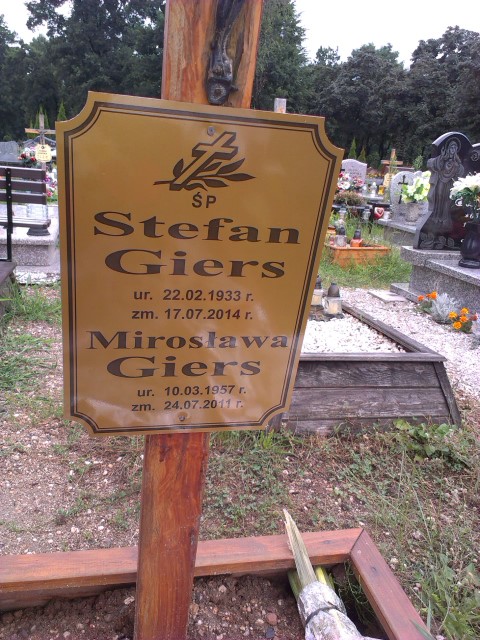 ŚP
Stefan
Giers
ur. 22.02.1933 r.
zm. 17.07.2014 r.
Mirosława
Giers
ur. 10.03.1957 r.
zm. 24.07.2011 r.